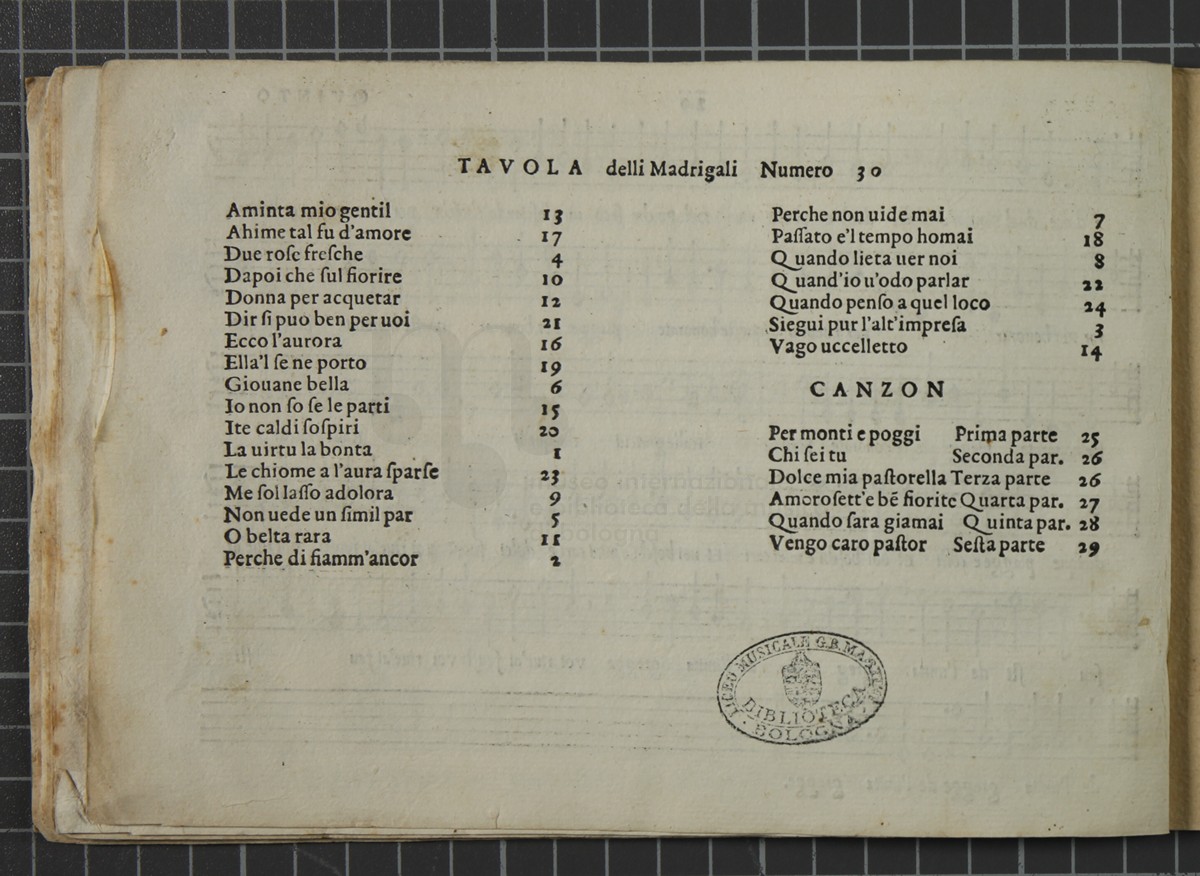 TAVOLA delli Madrigali Numero 30
Aminta mio gentil 13
Ahime tal fu d'amore 17
Due rose fresche 4
Dapoi che sul fiorire 10
Donna per acquetar 12
Dir si puo ben per uoi 21
Ecco l'aurora 16
Ella'l se ne porto 19
Giouane bella 6
Io non so se le parti 15
Ite caldi sospiri 20
La uirtu la bonta 1
Le chiome a l'aura sparse 23
Me sol lasso adolora 9
Non uede un simil par 5
O belta rara 11
Perche di fiamm'ancor 2
Perche non uide mai 7
Passato e'l tempo homai 18
Quando lieta uer noi 8
Quand'io u'odo parlar 22
Quando penso a quel loco 24
Siegui pur l'alt'impresa 3
Vago uccelletto 14
CANZON
Per monti e poggi Prima parte 25
Chi sei tu Seconda par. 26
Dolce mia pastorella Terza parte 26
Amorosett'e bẽ fiorite Quarta par. 27
Quando sara giamai Quinta par. 28
Vengo caro pastor Sesta parte 29
LICEO MUSICALE G.B. MARTINI
BIBLIOTECA
BOLOGNA
museo internazionale
e biblioteca della musica
bologna